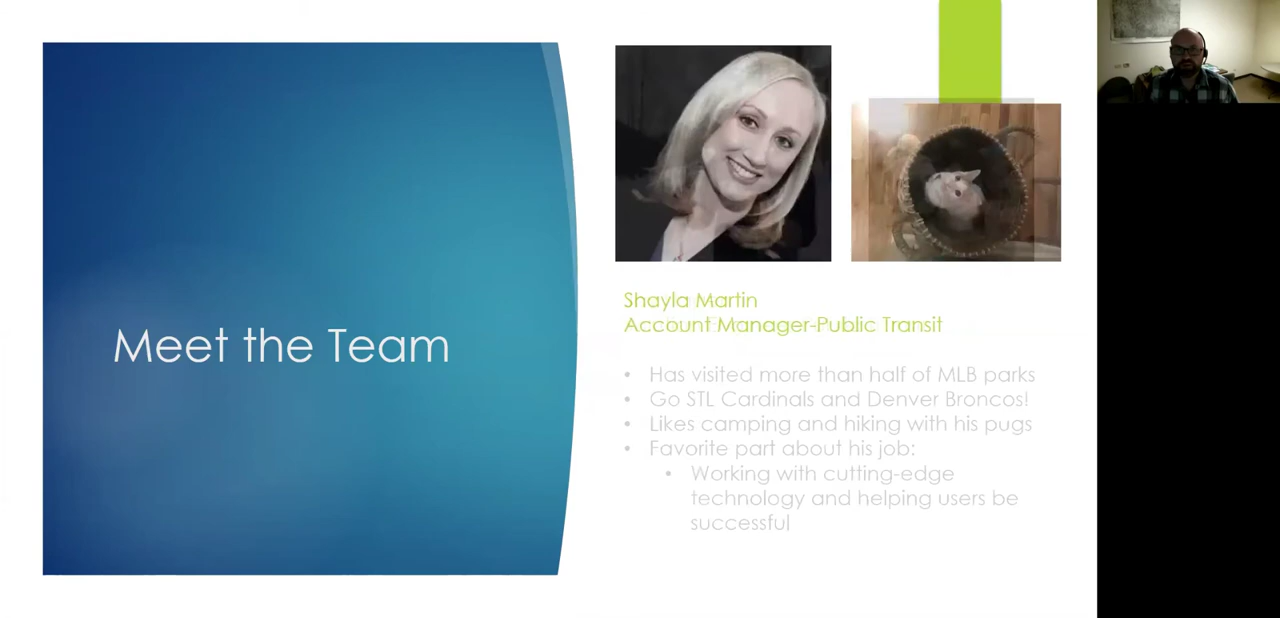 Meet the Team
Shayla Martin
Account Manager-Public Transit
• Has visited more than half of MLB parks
• Go STL Cardinals and Denver Broncos!
• Likes camping and hiking with his pugs
• Favorite part about his job:
• Working with cutting-edge
technology and helping users be
successful